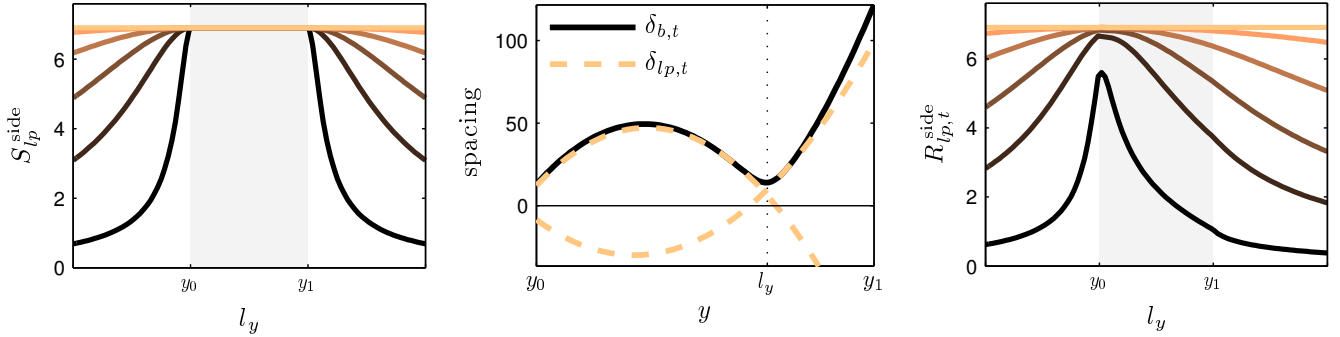 S_{lp}^{side}
6
4
2
0
y_0
y_1
l_y
spacing
100
50
0
δ_{b,t}
δ_{lp,t}
y_0
l_y
y_1
y
R_{lp,t}^{side}
6
4
2
0
y_0
y_1
l_y